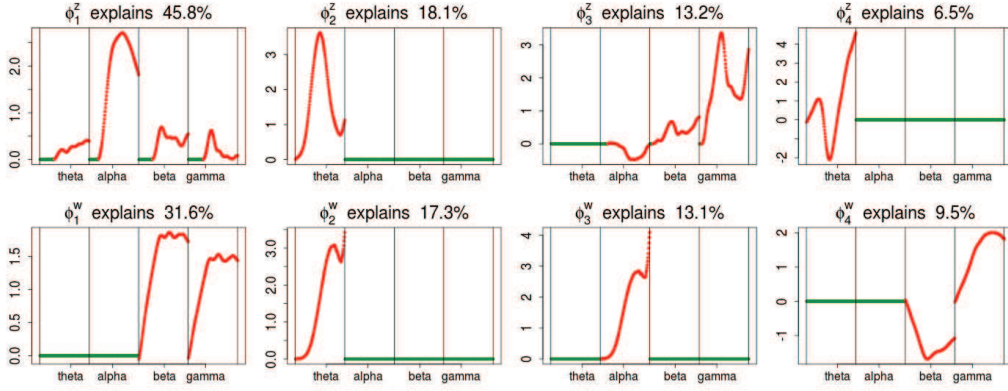 ϕ₁ᶻ explains 45.8%
ϕ₂ᶻ explains 18.1%
ϕ₃ᶻ explains 13.2%
ϕ₄ᶻ explains 6.5%
0.0 1.0 2.0
theta alpha beta gamma
0 1 2 3
theta alpha beta gamma
0 1 2 3
theta alpha beta gamma
-2 0 1 2 3 4
theta alpha beta gamma
ϕ₁ʷ explains 31.6%
ϕ₂ʷ explains 17.3%
ϕ₃ʷ explains 13.1%
ϕ₄ʷ explains 9.5%
0.0 0.5 1.0 1.5
theta alpha beta gamma
0.0 1.0 2.0 3.0
theta alpha beta gamma
0 1 2 3 4
theta alpha beta gamma
-1 0 1 2
theta alpha beta gamma